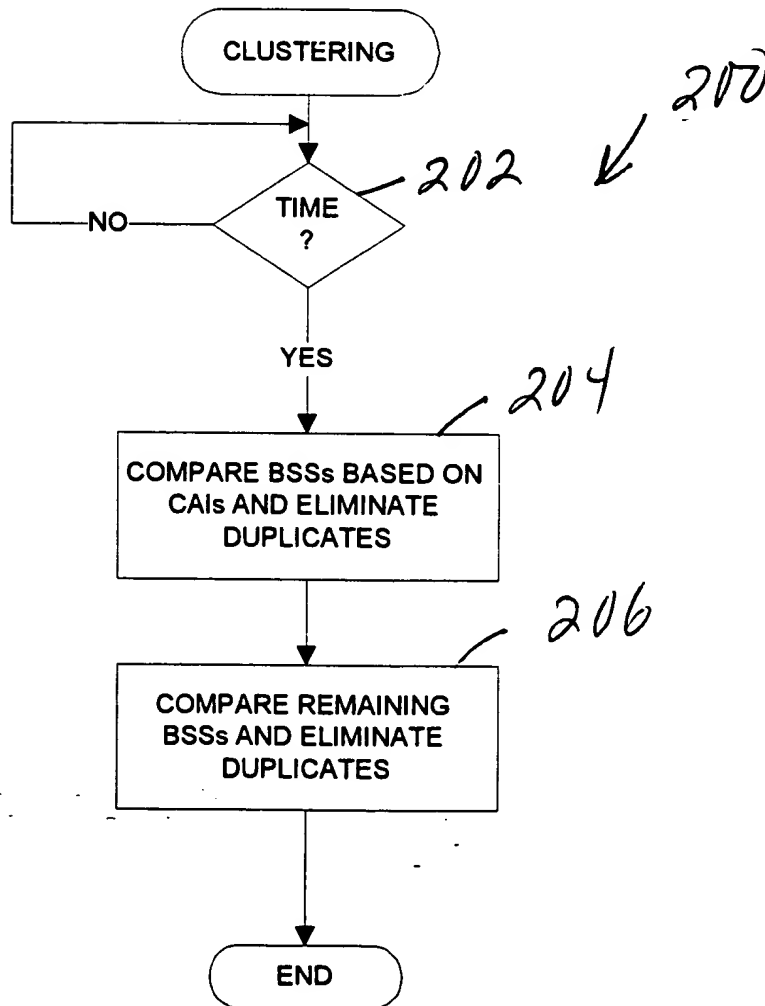 CLUSTERING
200
202
TIME
?
NO
YES
204
COMPARE BSSs BASED ON
CAIs AND ELIMINATE
DUPLICATES
206
COMPARE REMAINING
BSSs AND ELIMINATE
DUPLICATES
END